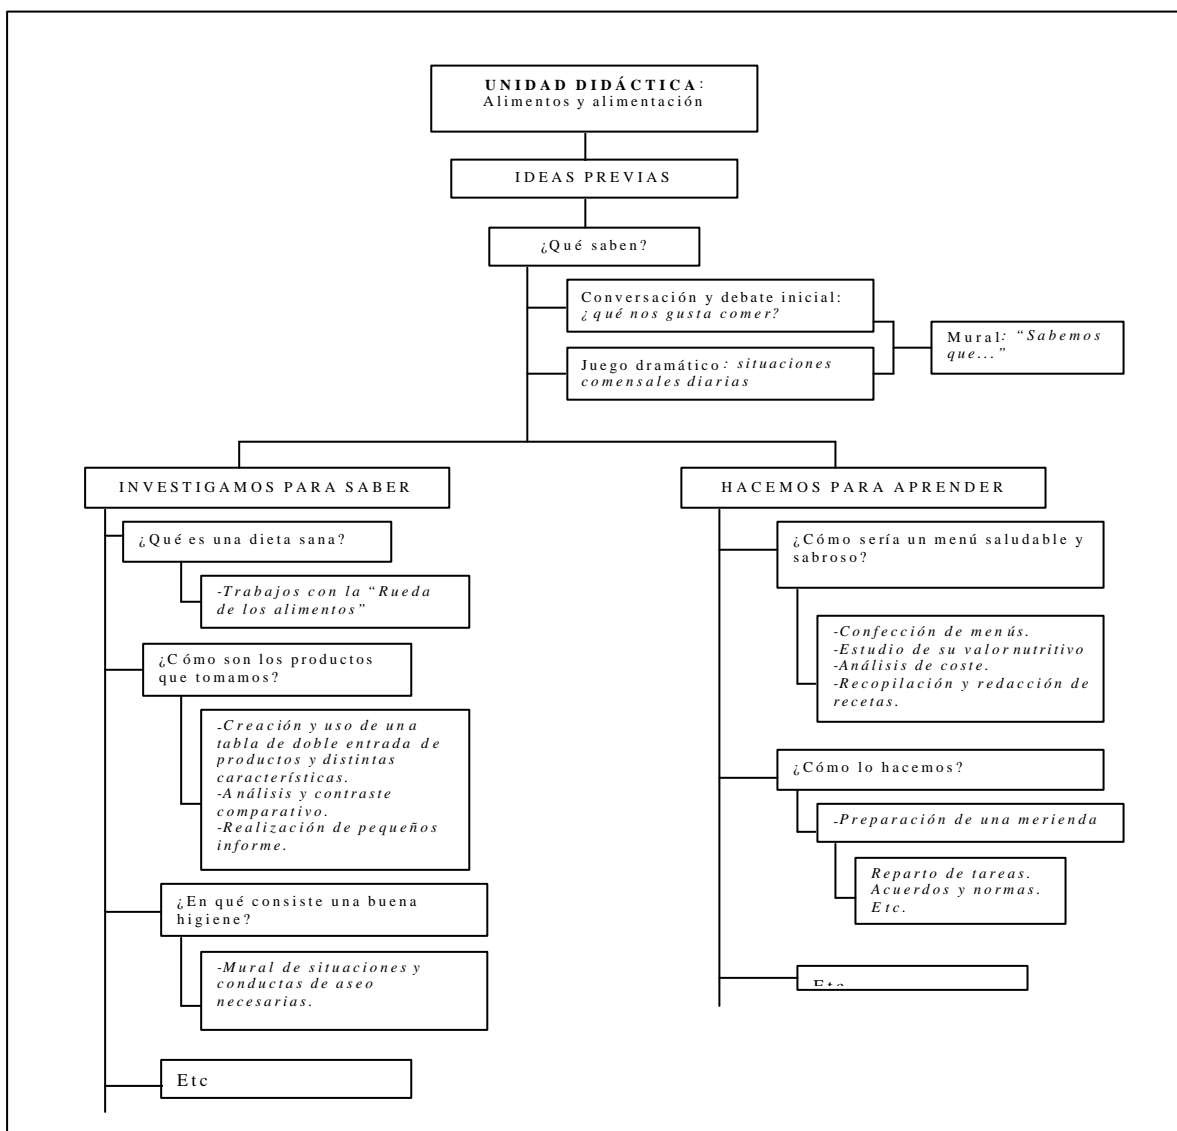 UNIDAD DIDÁCTICA:
Alimentos y alimentación
IDEAS PREVIAS
¿Qué saben?
Conversación y debate inicial:
¿qué nos gusta comer?
Juego dramático: situaciones
comensales diarias
Mural: “Sabemos
que...”
INVESTIGAMOS PARA SABER
¿Qué es una dieta sana?
-Trabajos con la “Rueda
de los alimentos”
¿Cómo son los productos
que tomamos?
-Creación y uso de una
tabla de doble entrada de
productos y distintas
características.
-Análisis y contraste
comparativo.
-Realización de pequeños
informe.
¿En qué consiste una buena
higiene?
-Mural de situaciones y
conductas de aseo
necesarias.
Etc
HACEMOS PARA APRENDER
¿Cómo sería un menú saludable y
sabroso?
-Confección de menús.
-Estudio de su valor nutritivo
-Análisis de coste.
-Recopilación y redacción de
recetas.
¿Cómo lo hacemos?
-Preparación de una merienda
Reparto de tareas.
Acuerdos y normas.
Etc.
Etc